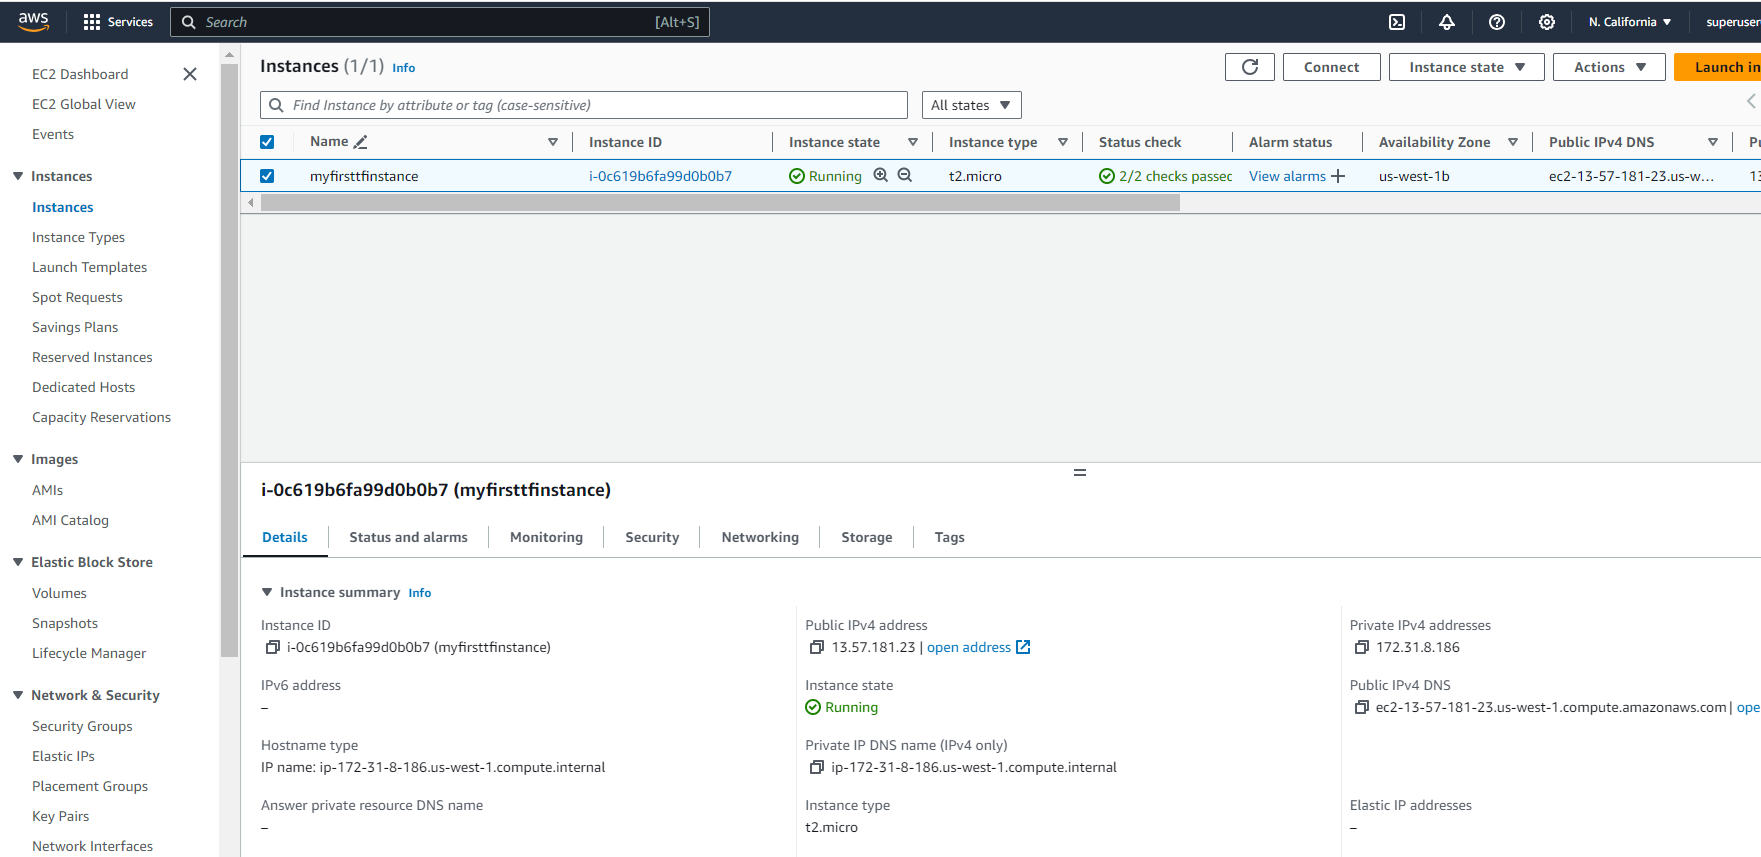 aws Services Search [Alt+S] N. California superuser
EC2 Dashboard
EC2 Global View
Events
Instances
Instances
Instance Types
Launch Templates
Spot Requests
Savings Plans
Reserved Instances
Dedicated Hosts
Capacity Reservations
Images
AMIs
AMI Catalog
Elastic Block Store
Volumes
Snapshots
Lifecycle Manager
Network & Security
Security Groups
Elastic IPs
Placement Groups
Key Pairs
Network Interfaces
Instances (1/1) Info Connect Instance state Actions Launch in
Find Instance by attribute or tag (case-sensitive) All states
Name Instance ID Instance state Instance type Status check Alarm status Availability Zone Public IPv4 DNS Pu
myfirsttfinstance i-0c619b6fa99d0b0b7 Running t2.micro 2/2 checks passec View alarms + us-west-1b ec2-13-57-181-23.us-w... 13
i-0c619b6fa99d0b0b7 (myfirsttfinstance)
Details Status and alarms Monitoring Security Networking Storage Tags
Instance summary Info
Instance ID Public IPv4 address Private IPv4 addresses
i-0c619b6fa99d0b0b7 (myfirsttfinstance) 13.57.181.23 | open address 172.31.8.186
IPv6 address Instance state Public IPv4 DNS
– Running ec2-13-57-181-23.us-west-1.compute.amazonaws.com | ope
Hostname type Private IP DNS name (IPv4 only)
IP name: ip-172-31-8-186.us-west-1.compute.internal ip-172-31-8-186.us-west-1.compute.internal
Answer private resource DNS name Instance type Elastic IP addresses
– t2.micro –